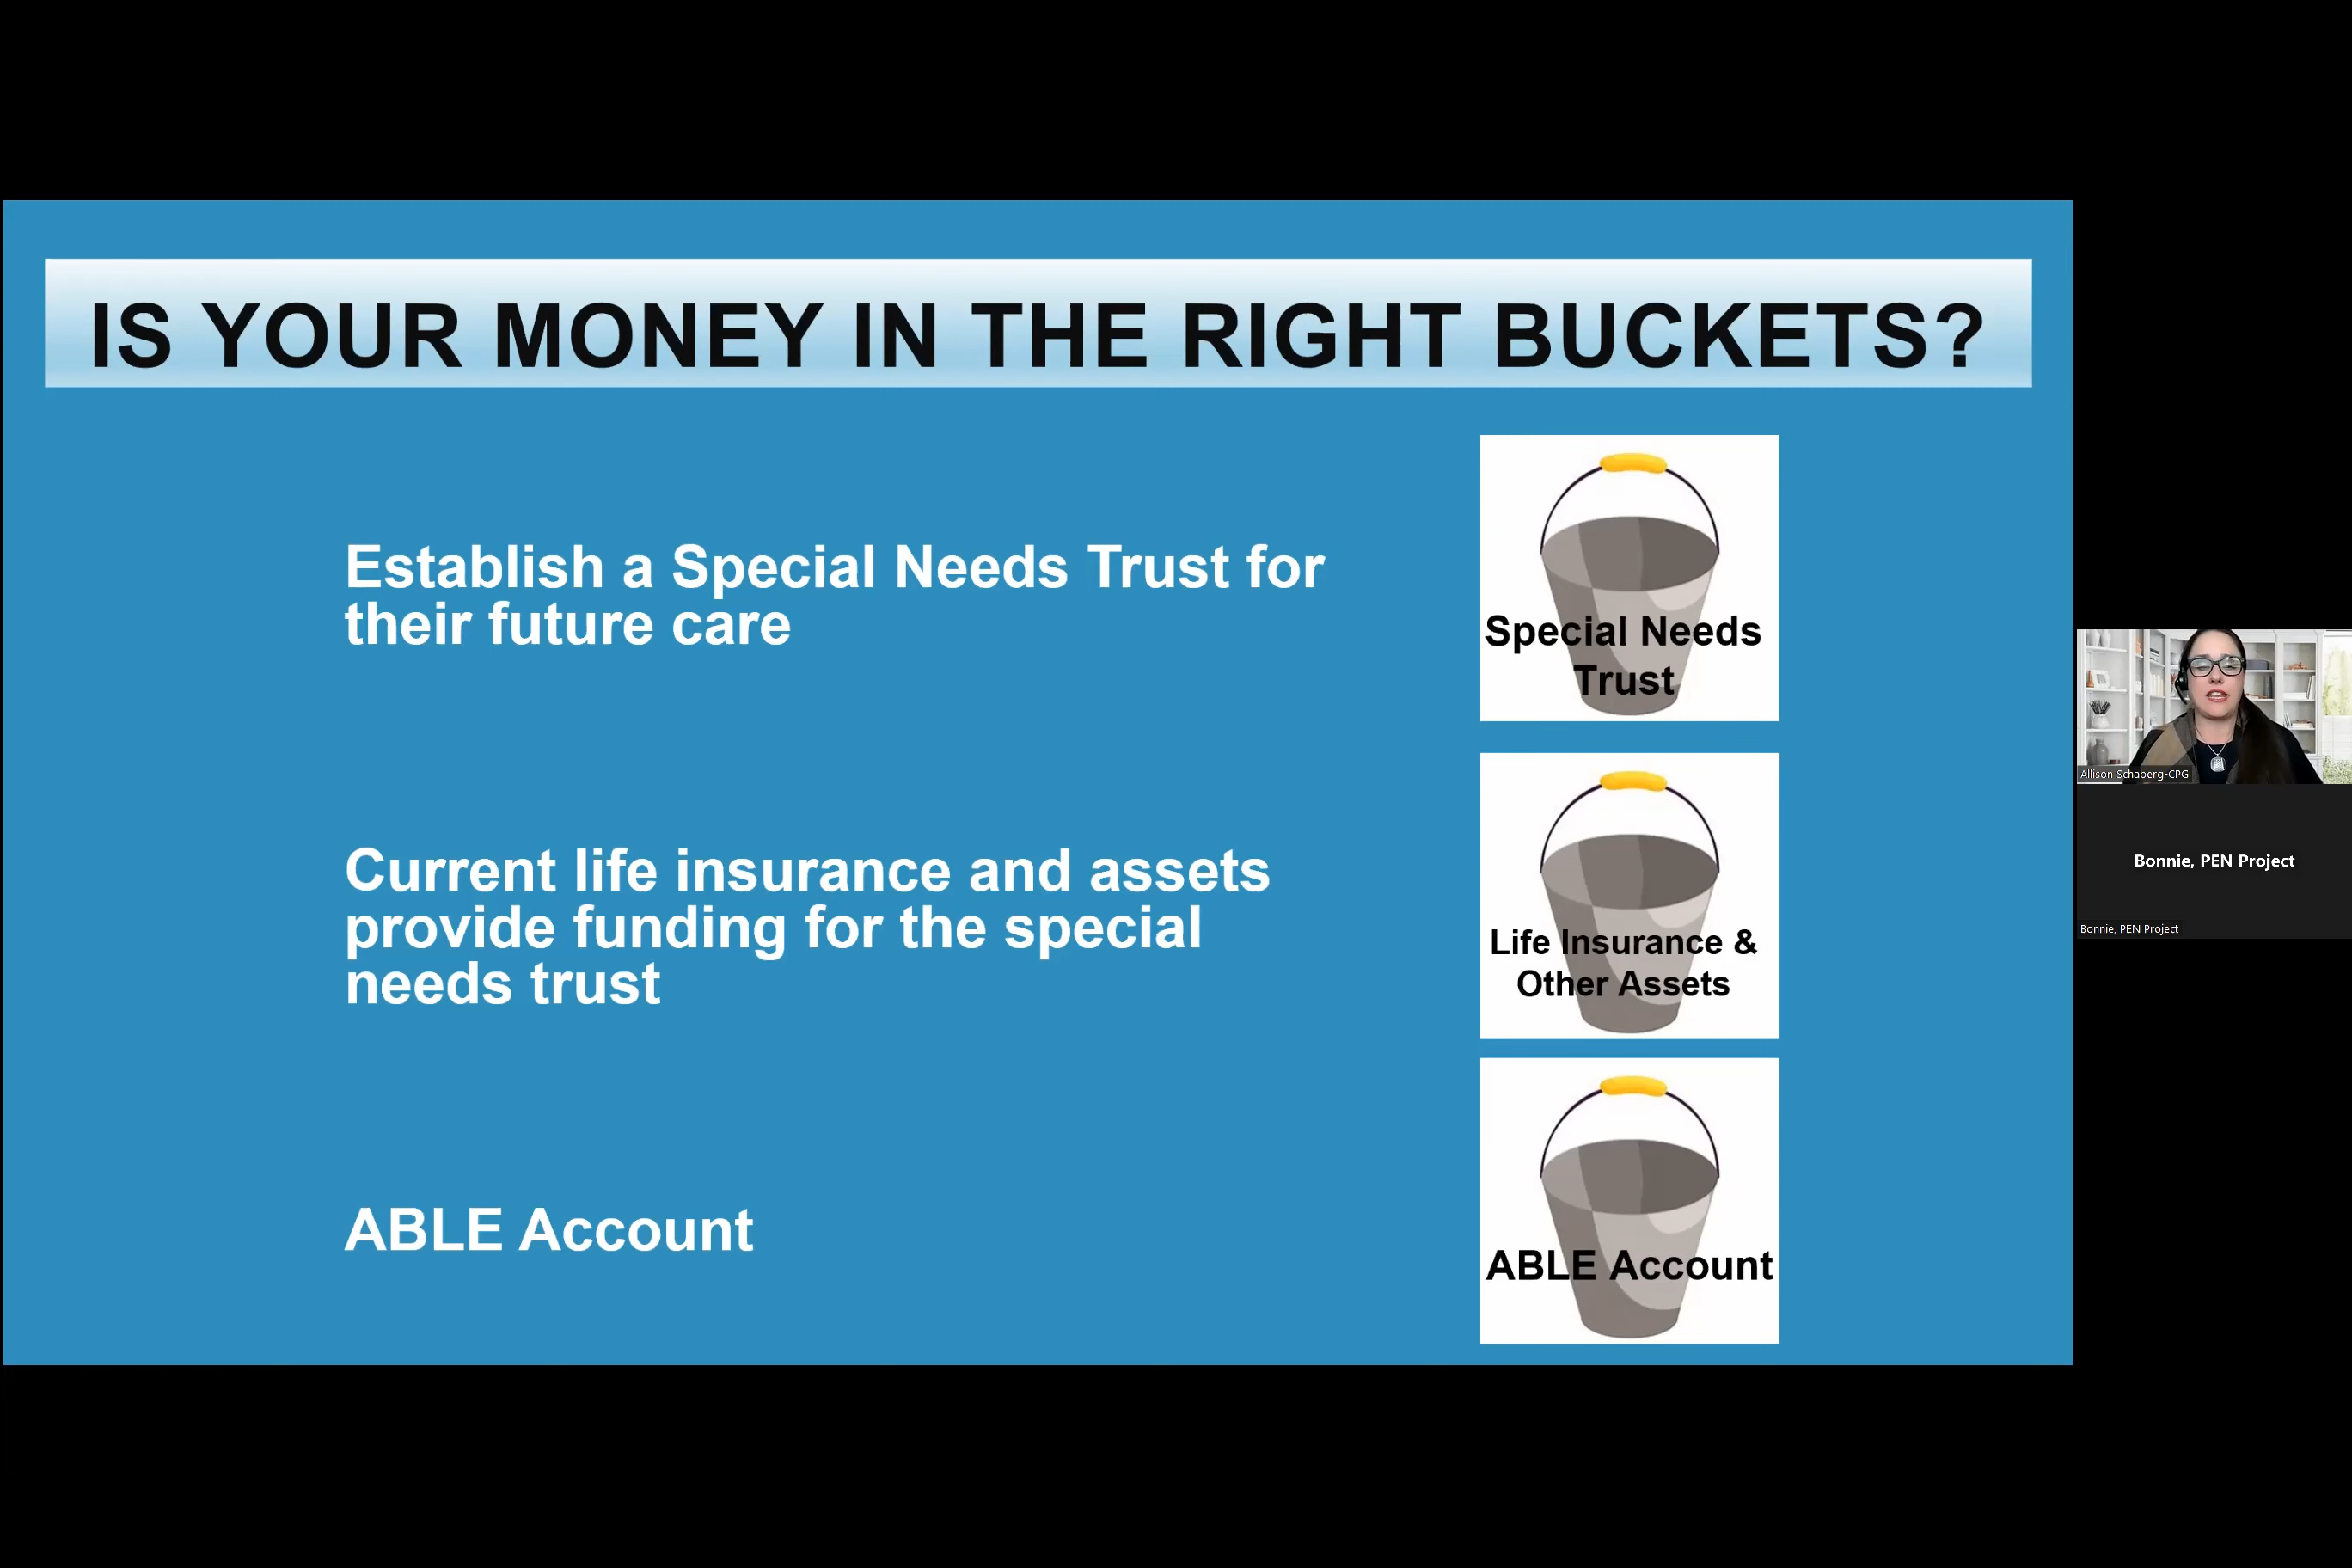 IS YOUR MONEY IN THE RIGHT BUCKETS?
Establish a Special Needs Trust for
their future care
Special Needs
Trust
Current life insurance and assets
provide funding for the special
needs trust
Life Insurance &
Other Assets
ABLE Account
ABLE Account
Allison Schaberg-CPG
Bonnie, PEN Project
Bonnie, PEN Project